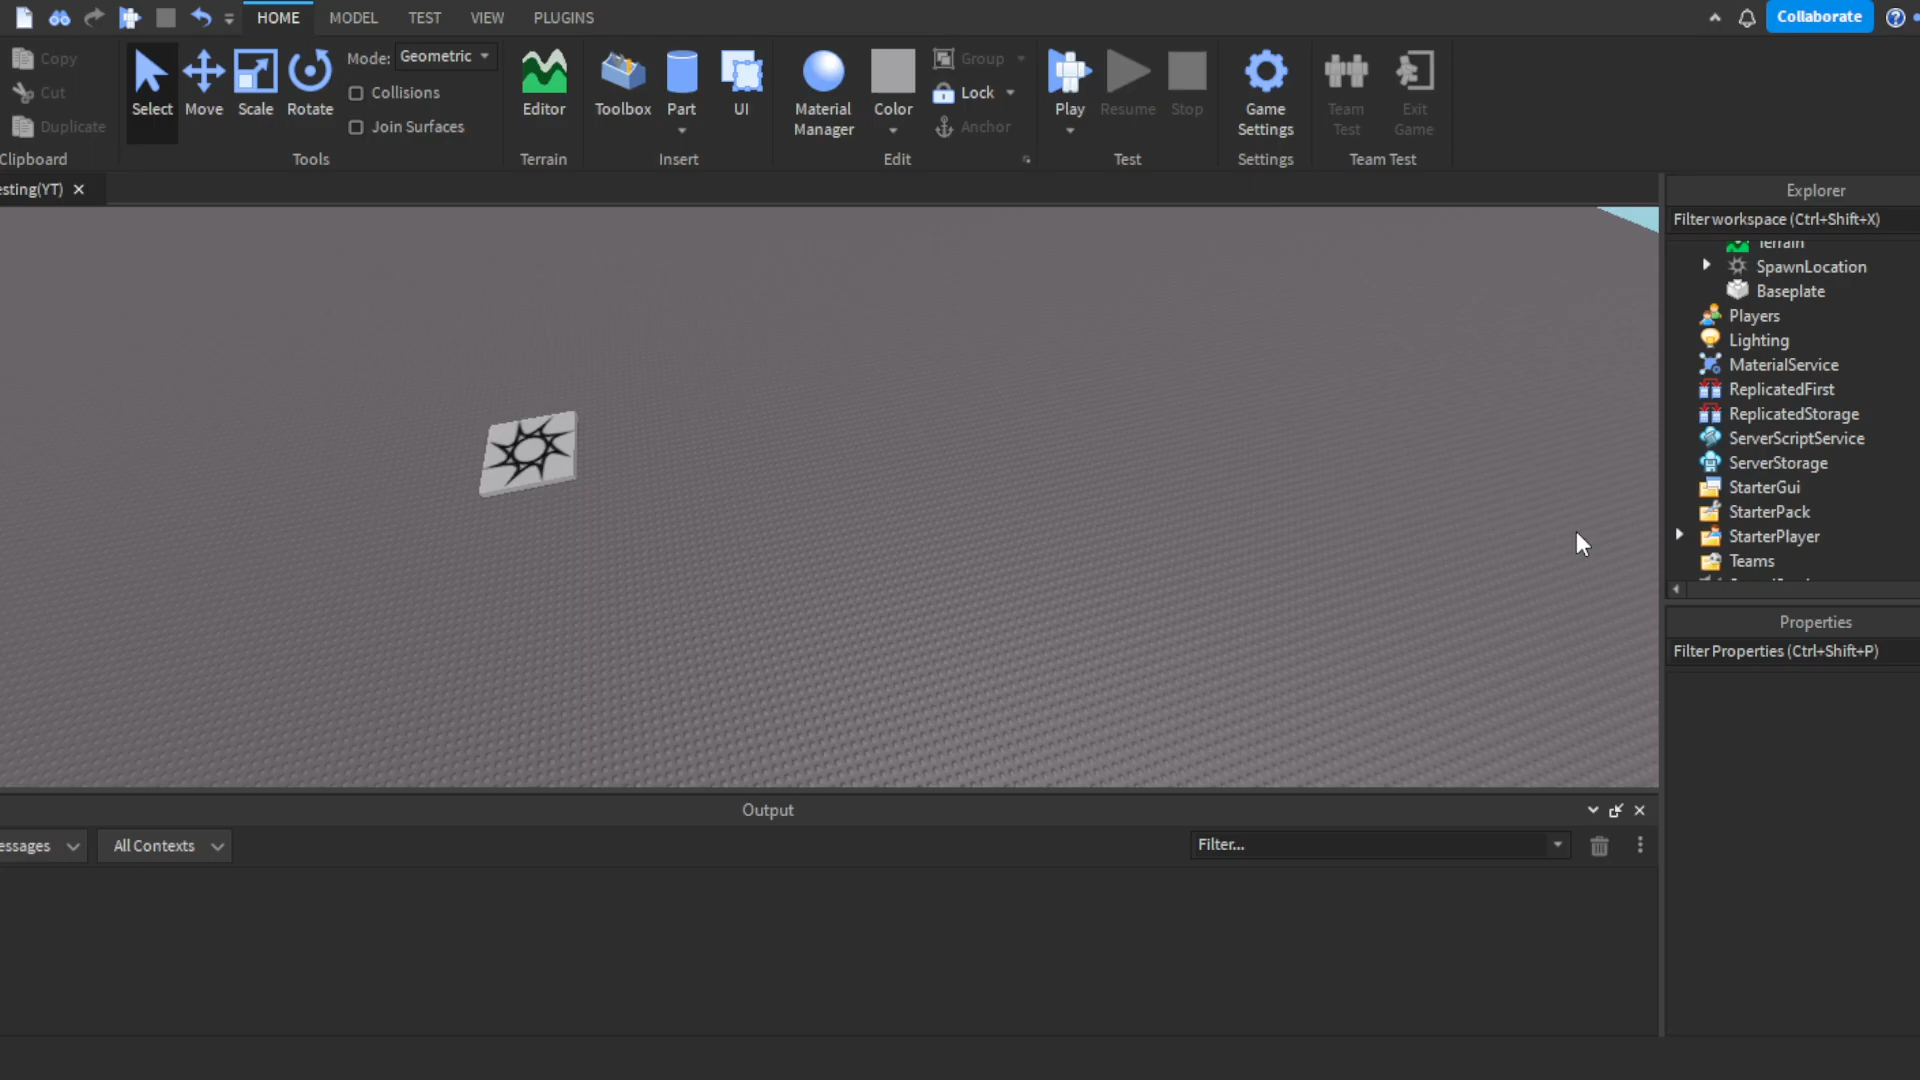 HOME MODEL TEST VIEW PLUGINS Collaborate
Copy
Cut
Duplicate
Clipboard
Select Move Scale Rotate
Mode: Geometric
Collisions
Join Surfaces
Tools
Editor
Terrain
Toolbox Part UI
Insert
Material Manager
Color
Group
Lock
Anchor
Edit
Play Resume Stop
Test
Game Settings
Settings
Team Test
Exit Game
Team Test
esting(YT)
Explorer
Filter workspace (Ctrl+Shift+X)
Terrain
SpawnLocation
Baseplate
Players
Lighting
MaterialService
ReplicatedFirst
ReplicatedStorage
ServerScriptService
ServerStorage
StarterGui
StarterPack
StarterPlayer
Teams
Properties
Filter Properties (Ctrl+Shift+P)
Output
essages All Contexts Filter...